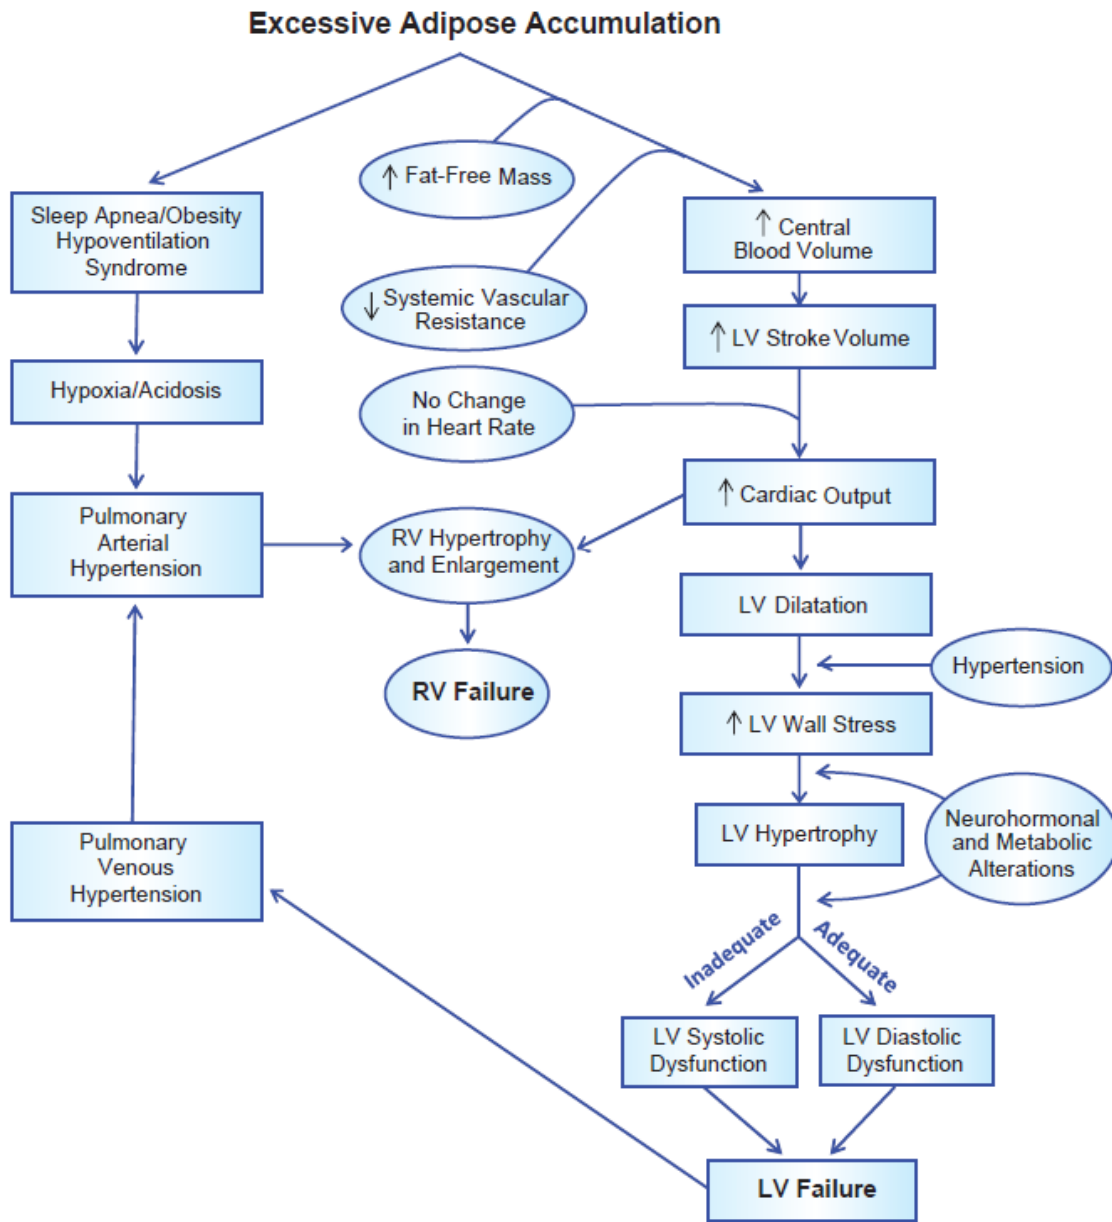 Excessive Adipose Accumulation
↑ Fat-Free Mass
Sleep Apnea/Obesity
Hypoventilation
Syndrome
↑ Central
Blood Volume
↓ Systemic Vascular
Resistance
↑ LV Stroke Volume
Hypoxia/Acidosis
No Change
in Heart Rate
↑ Cardiac Output
Pulmonary
Arterial
Hypertension
RV Hypertrophy
and Enlargement
LV Dilatation
Hypertension
RV Failure
↑ LV Wall Stress
LV Hypertrophy
Neurohormonal
and Metabolic
Alterations
Pulmonary
Venous
Hypertension
Inadequate
Adequate
LV Systolic
Dysfunction
LV Diastolic
Dysfunction
LV Failure